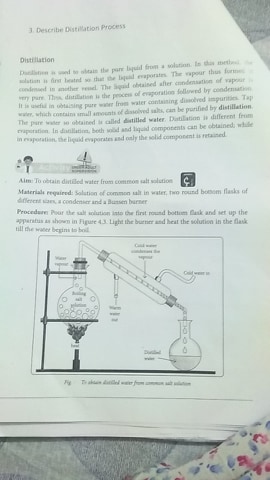 3. Describe Distillation Process
Distillation
Distillation is used to obtain the pure liquid from a solution. In this method, the
solution is first heated so that the liquid evaporates. The vapour thus formed is
condensed in another vessel. The liquid obtained after condensation of vapour is
very pure. Thus, distillation is the process of evaporation followed by condensation.
It is useful in obtaining pure water from water containing dissolved impurities. Tap
water, which contains small amounts of dissolved salts, can be purified by distillation.
The pure water so obtained is called distilled water. Distillation is different from
evaporation. In distillation, both solid and liquid components can be obtained; while
in evaporation, the liquid evaporates and only the solid component is retained.
Aim: To obtain distilled water from common salt solution
Materials required: Solution of common salt in water, two round bottom flasks of
different sizes, a condenser and a Bunsen burner
Procedure: Pour the salt solution into the first round bottom flask and set up the
apparatus as shown in Figure 4.3. Light the burner and heat the solution in the flask
till the water begins to boil.
Cold water
condenses the
vapour
Water
vapour
Cold water in
Boiling
salt
solution
Warm
water
out
heat
Distilled
water
Fig. To obtain distilled water from common salt solution